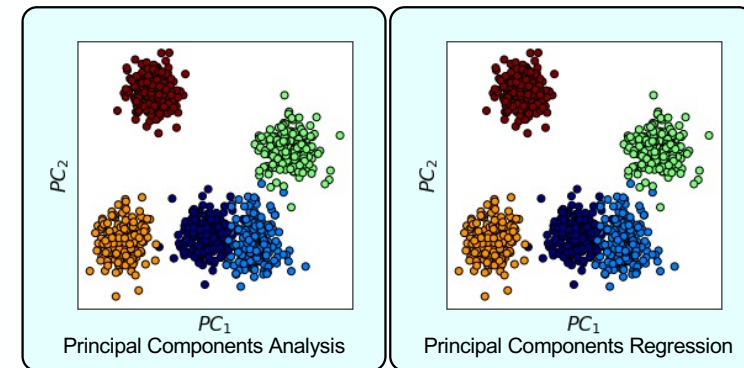 PC₂
PC₁
Principal Components Analysis
PC₂
PC₁
Principal Components Regression